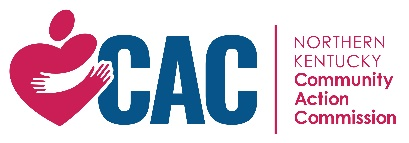 CAC
NORTHERN
KENTUCKY
Community
Action
Commission